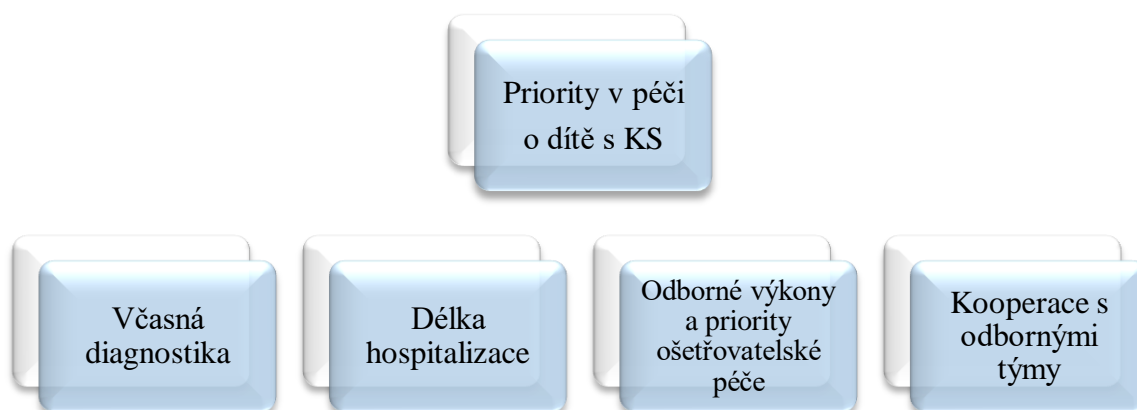 Priority v péči
o dítě s KS
Včasná
diagnostika
Délka
hospitalizace
Odborné výkony
a priority
ošetřovatelské
péče
Kooperace s
odbornými
týmy